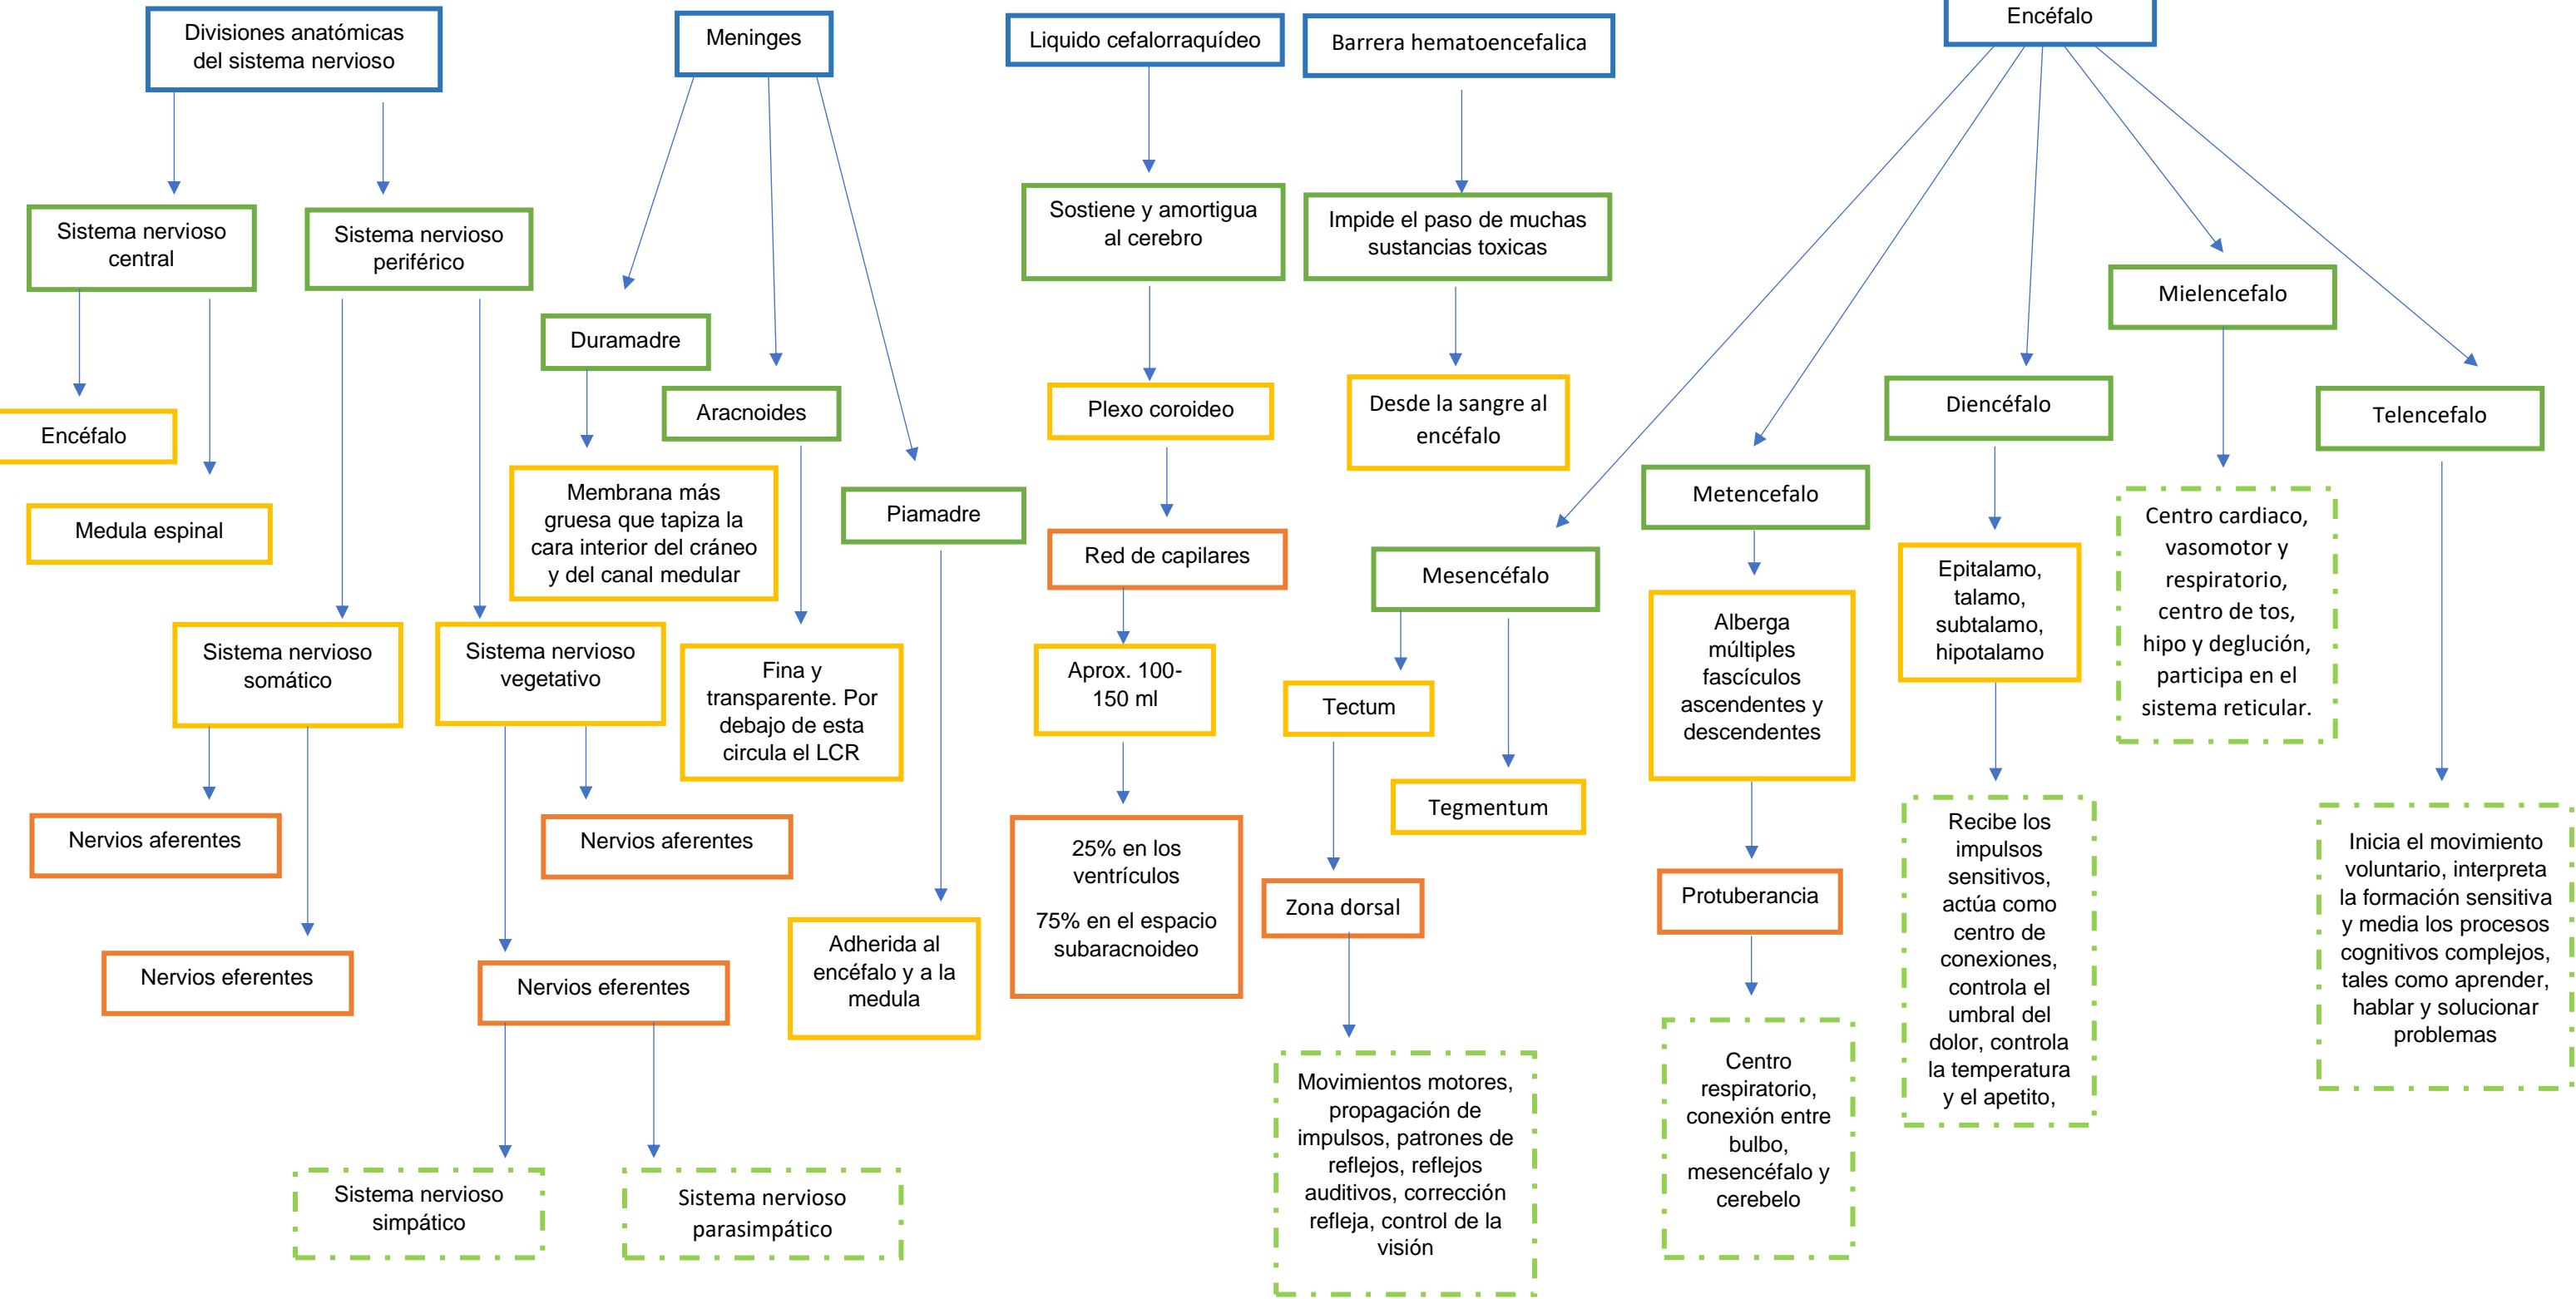 Divisiones anatómicas
del sistema nervioso
Sistema nervioso
central
Encéfalo
Medula espinal
Sistema nervioso
periférico
Sistema nervioso
somático
Nervios aferentes
Nervios eferentes
Sistema nervioso
vegetativo
Nervios aferentes
Nervios eferentes
Sistema nervioso
simpático
Sistema nervioso
parasimpático
Meninges
Duramadre
Membrana más
gruesa que tapiza la
cara interior del cráneo
y del canal medular
Aracnoides
Fina y
transparente. Por
debajo de esta
circula el LCR
Piamadre
Adherida al
encéfalo y a la
medula
Liquido cefalorraquídeo
Sostiene y amortigua
al cerebro
Plexo coroideo
Red de capilares
Aprox. 100-
150 ml
25% en los
ventrículos
75% en el espacio
subaracnoideo
Barrera hematoencefalica
Impide el paso de muchas
sustancias toxicas
Desde la sangre al
encéfalo
Encéfalo
Mesencéfalo
Tectum
Zona dorsal
Movimientos motores,
propagación de
impulsos, patrones de
reflejos, reflejos
auditivos, corrección
refleja, control de la
visión
Tegmentum
Metencefalo
Alberga
múltiples
fascículos
ascendentes y
descendentes
Protuberancia
Centro
respiratorio,
conexión entre
bulbo,
mesencéfalo y
cerebelo
Diencéfalo
Epitalamo,
talamo,
subtalamo,
hipotalamo
Recibe los
impulsos
sensitivos,
actúa como
centro de
conexiones,
controla el
umbral del
dolor, controla
la temperatura
y el apetito,
Mielencefalo
Centro cardiaco,
vasomotor y
respiratorio,
centro de tos,
hipo y deglución,
participa en el
sistema reticular.
Telencefalo
Inicia el movimiento
voluntario, interpreta
la formación sensitiva
y media los procesos
cognitivos complejos,
tales como aprender,
hablar y solucionar
problemas